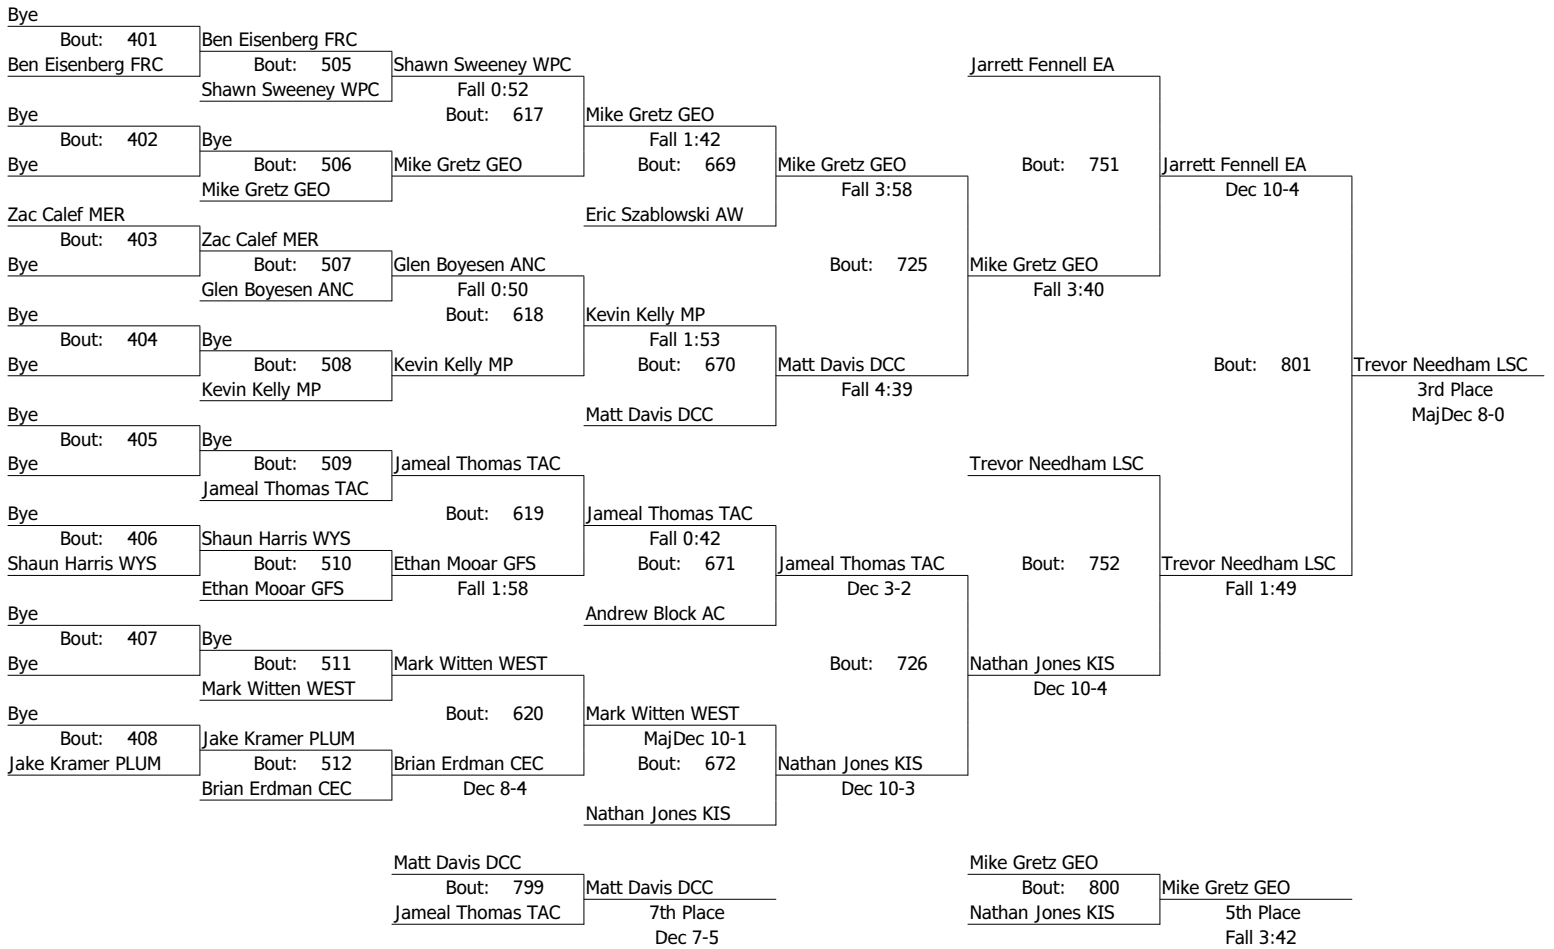 Bye
Bout: 401
Ben Eisenberg FRC
Bye
Bout: 402
Bye
Zac Calef MER
Bout: 403
Bye
Bye
Bout: 404
Bye
Bye
Bout: 405
Bye
Bye
Bout: 406
Shaun Harris WYS
Bye
Bout: 407
Bye
Bye
Bout: 408
Jake Kramer PLUM
Ben Eisenberg FRC
Bout: 505
Shawn Sweeney WPC
Bye
Bout: 506
Mike Gretz GEO
Zac Calef MER
Bout: 507
Glen Boyesen ANC
Bye
Bout: 508
Kevin Kelly MP
Bye
Bout: 509
Jameal Thomas TAC
Shaun Harris WYS
Bout: 510
Ethan Mooar GFS
Bye
Bout: 511
Mark Witten WEST
Jake Kramer PLUM
Bout: 512
Brian Erdman CEC
Shawn Sweeney WPC
Fall 0:52
Bout: 617
Mike Gretz GEO
Glen Boyesen ANC
Fall 0:50
Bout: 618
Kevin Kelly MP
Jameal Thomas TAC
Bout: 619
Ethan Mooar GFS
Fall 1:58
Mark Witten WEST
Bout: 620
Brian Erdman CEC
Dec 8-4
Mike Gretz GEO
Fall 1:42
Bout: 669
Eric Szablowski AW
Kevin Kelly MP
Fall 1:53
Bout: 670
Matt Davis DCC
Jameal Thomas TAC
Fall 0:42
Bout: 671
Andrew Block AC
Mark Witten WEST
MajDec 10-1
Bout: 672
Nathan Jones KIS
Mike Gretz GEO
Fall 3:58
Bout: 725
Matt Davis DCC
Fall 4:39
Jameal Thomas TAC
Dec 3-2
Bout: 726
Nathan Jones KIS
Dec 10-3
Jarrett Fennell EA
Bout: 751
Mike Gretz GEO
Fall 3:40
Trevor Needham LSC
Bout: 752
Nathan Jones KIS
Dec 10-4
Jarrett Fennell EA
Dec 10-4
Bout: 801
Trevor Needham LSC
Fall 1:49
Trevor Needham LSC
3rd Place
MajDec 8-0
Matt Davis DCC
Bout: 799
Jameal Thomas TAC
Matt Davis DCC
7th Place
Dec 7-5
Mike Gretz GEO
Bout: 800
Nathan Jones KIS
Mike Gretz GEO
5th Place
Fall 3:42